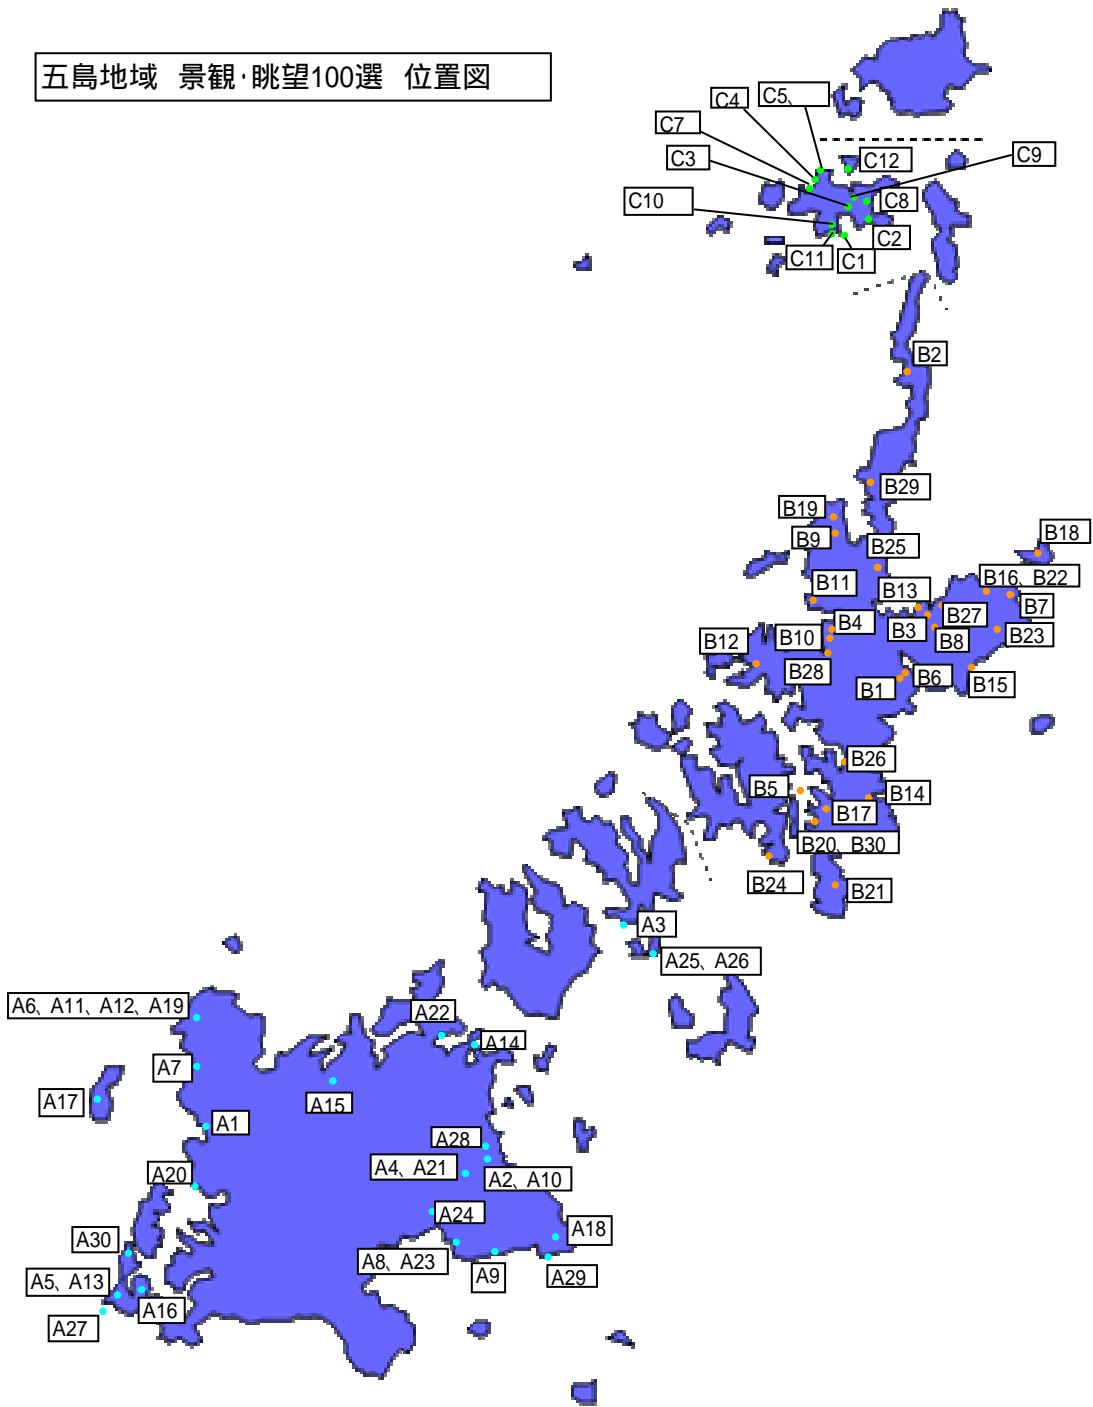 五島地域 景観・眺望100選 位置図
C5、
C4
C7
C3
C9
C12
C10
C8
C2
C11
C1
B2
B29
B19
B9
B18
B25
B16、B22
B11
B13
B7
B27
B4
B3
B10
B8
B23
B12
B28
B6
B1
B15
B26
B5
B14
B17
B20、B30
B24
B21
A3
A25、A26
A6、A11、A12、A19
A22
A14
A7
A17
A15
A1
A28
A4、A21
A20
A2、A10
A24
A18
A30
A8、A23
A9
A29
A5、A13
A16
A27